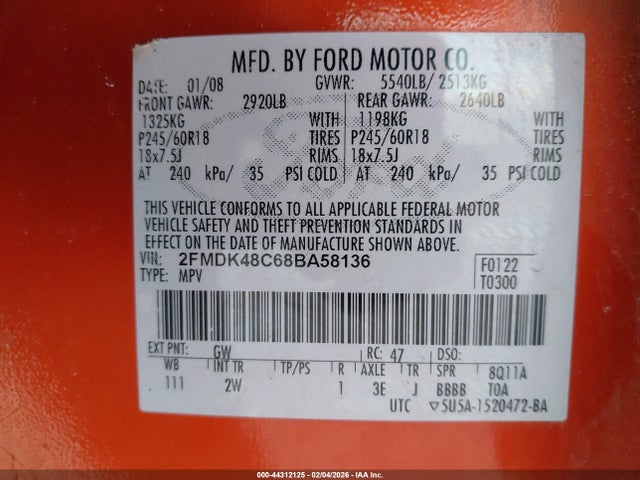 MFD. BY FORD MOTOR CO.
DATE: 01/08 GVWR: 5540LB/ 2513KG
FRONT GAWR: 2920LB REAR GAWR: 2640LB
1325KG WITH 1198KG WITH
P245/60R18 TIRES P245/60R18 TIRES
18x7.5J RIMS 18x7.5J RIMS
AT 240 kPa/ 35 PSI COLD AT 240 kPa/ 35 PSI COLD
THIS VEHICLE CONFORMS TO ALL APPLICABLE FEDERAL MOTOR
VEHICLE SAFETY AND THEFT PREVENTION STANDARDS IN
EFFECT ON THE DATE OF MANUFACTURE SHOWN ABOVE.
VIN: 2FMDK48C68BA58136 F0122
TYPE: MPV T0300
EXT PNT: GW RC: 47 DSO:
WB INT TR TP/PS R AXLE TR SPR 8Q11A
111 2W 1 3E J BBBB TOA
UTC ▽5U5A-1520472-BA
000-44312125 - 02/04/2026 - IAA Inc.